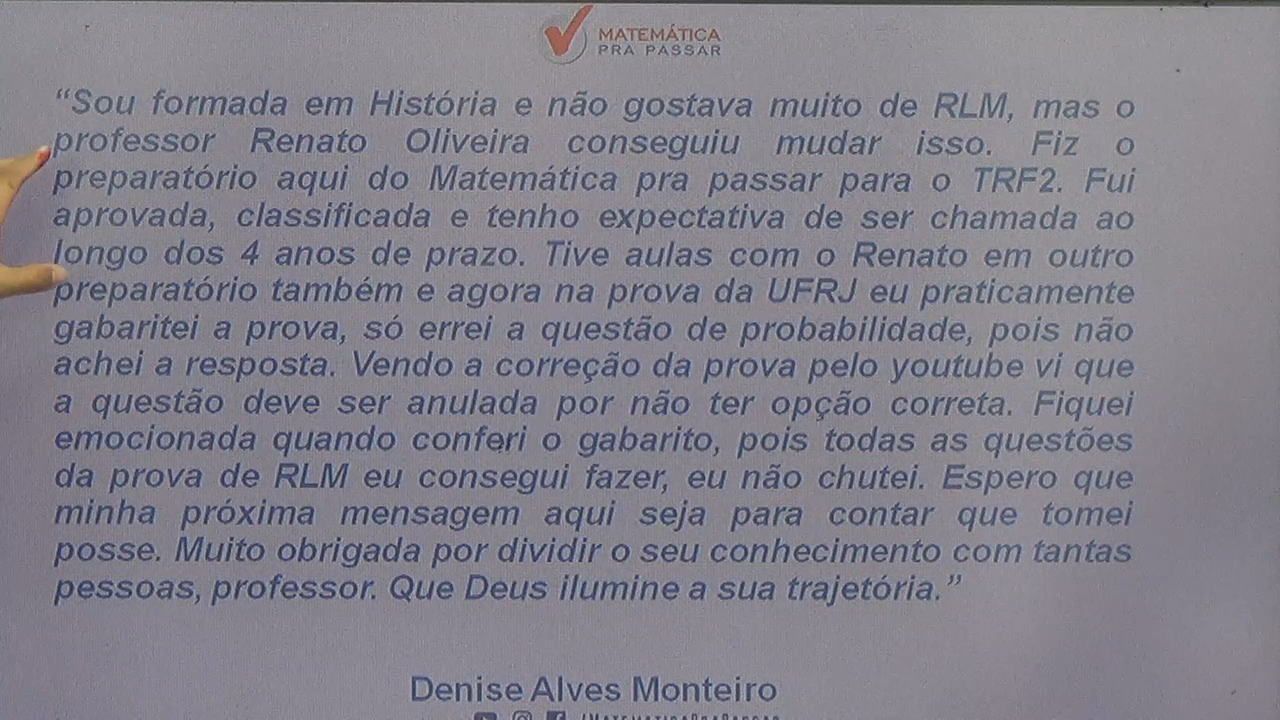 MATEMÁTICA
PRA PASSAR
“Sou formada em História e não gostava muito de RLM, mas o
professor Renato Oliveira conseguiu mudar isso. Fiz o
preparatório aqui do Matemática pra passar para o TRF2. Fui
aprovada, classificada e tenho expectativa de ser chamada ao
longo dos 4 anos de prazo. Tive aulas com o Renato em outro
preparatório também e agora na prova da UFRJ eu praticamente
gabaritei a prova, só errei a questão de probabilidade, pois não
achei a resposta. Vendo a correção da prova pelo youtube vi que
a questão deve ser anulada por não ter opção correta. Fiquei
emocionada quando conferi o gabarito, pois todas as questões
da prova de RLM eu consegui fazer, eu não chutei. Espero que
minha próxima mensagem aqui seja para contar que tomei
posse. Muito obrigada por dividir o seu conhecimento com tantas
pessoas, professor. Que Deus ilumine a sua trajetória.”
Denise Alves Monteiro
/MATEMATICAPRAPASSAR